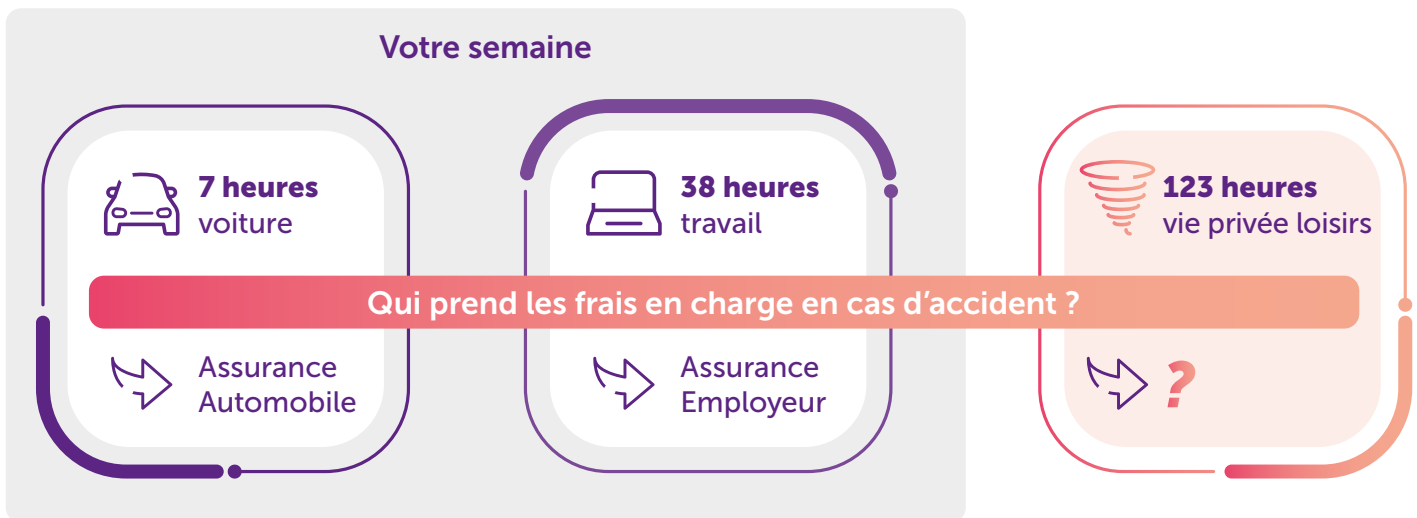 Votre semaine
7 heures
voiture
38 heures
travail
123 heures
vie privée loisirs
Qui prend les frais en charge en cas d’accident ?
Assurance
Automobile
Assurance
Employeur
?